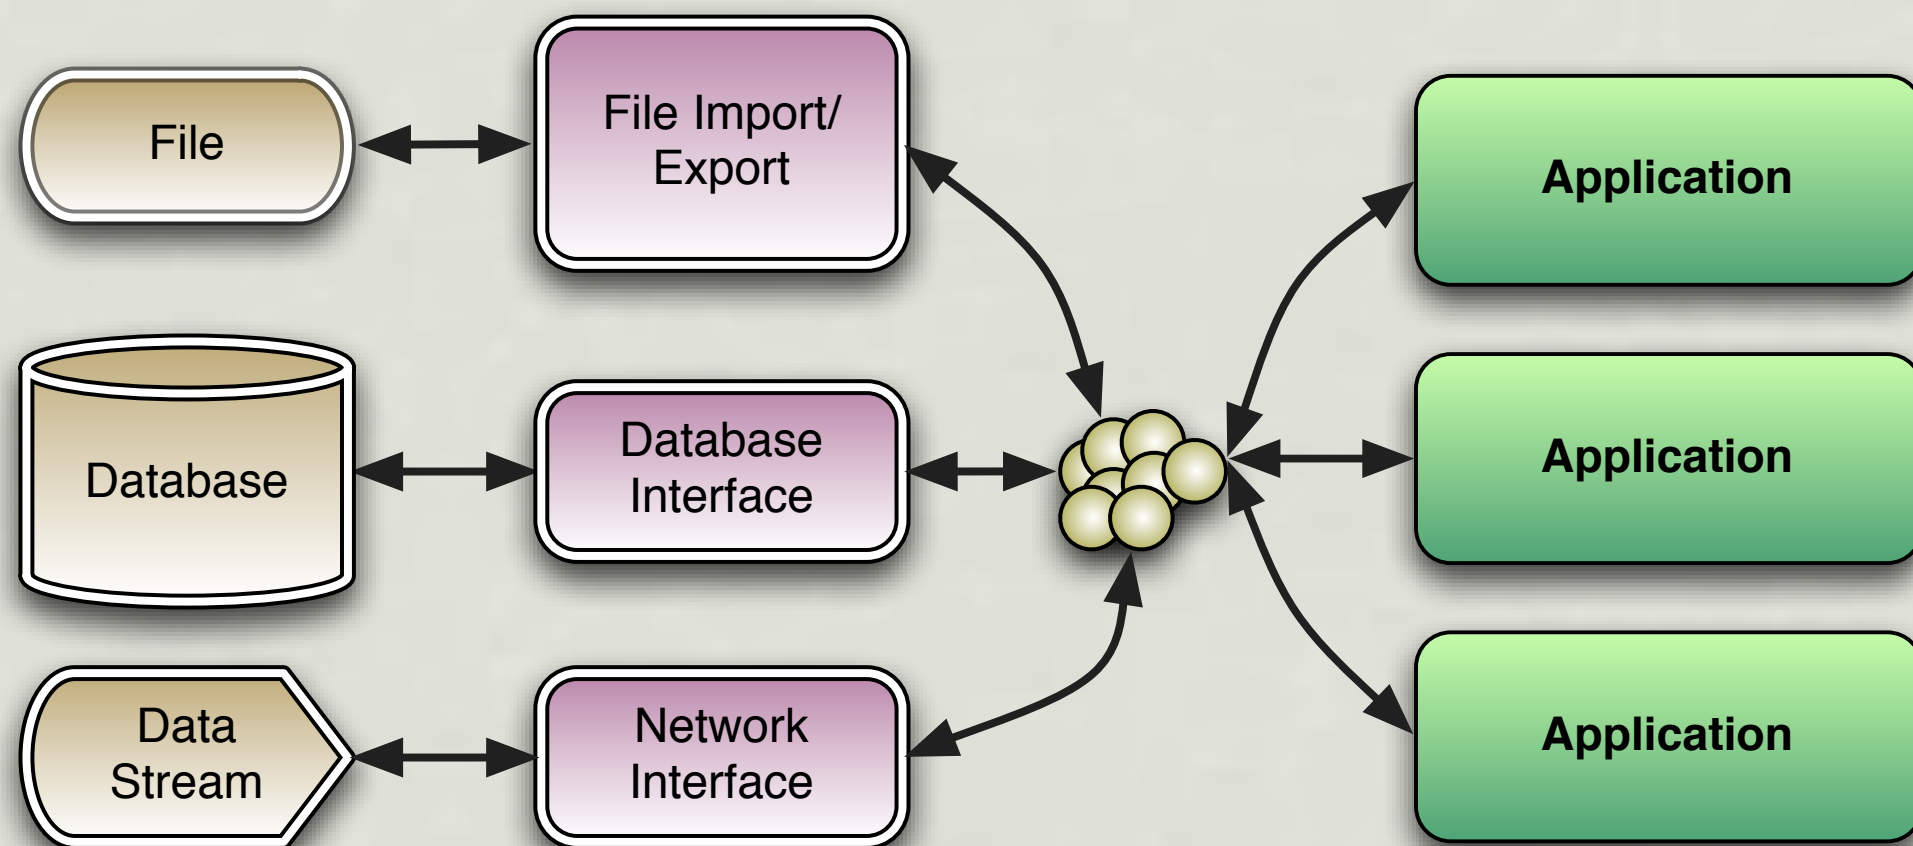 File
File Import/
Export
Application
Database
Database
Interface
Application
Data
Stream
Network
Interface
Application